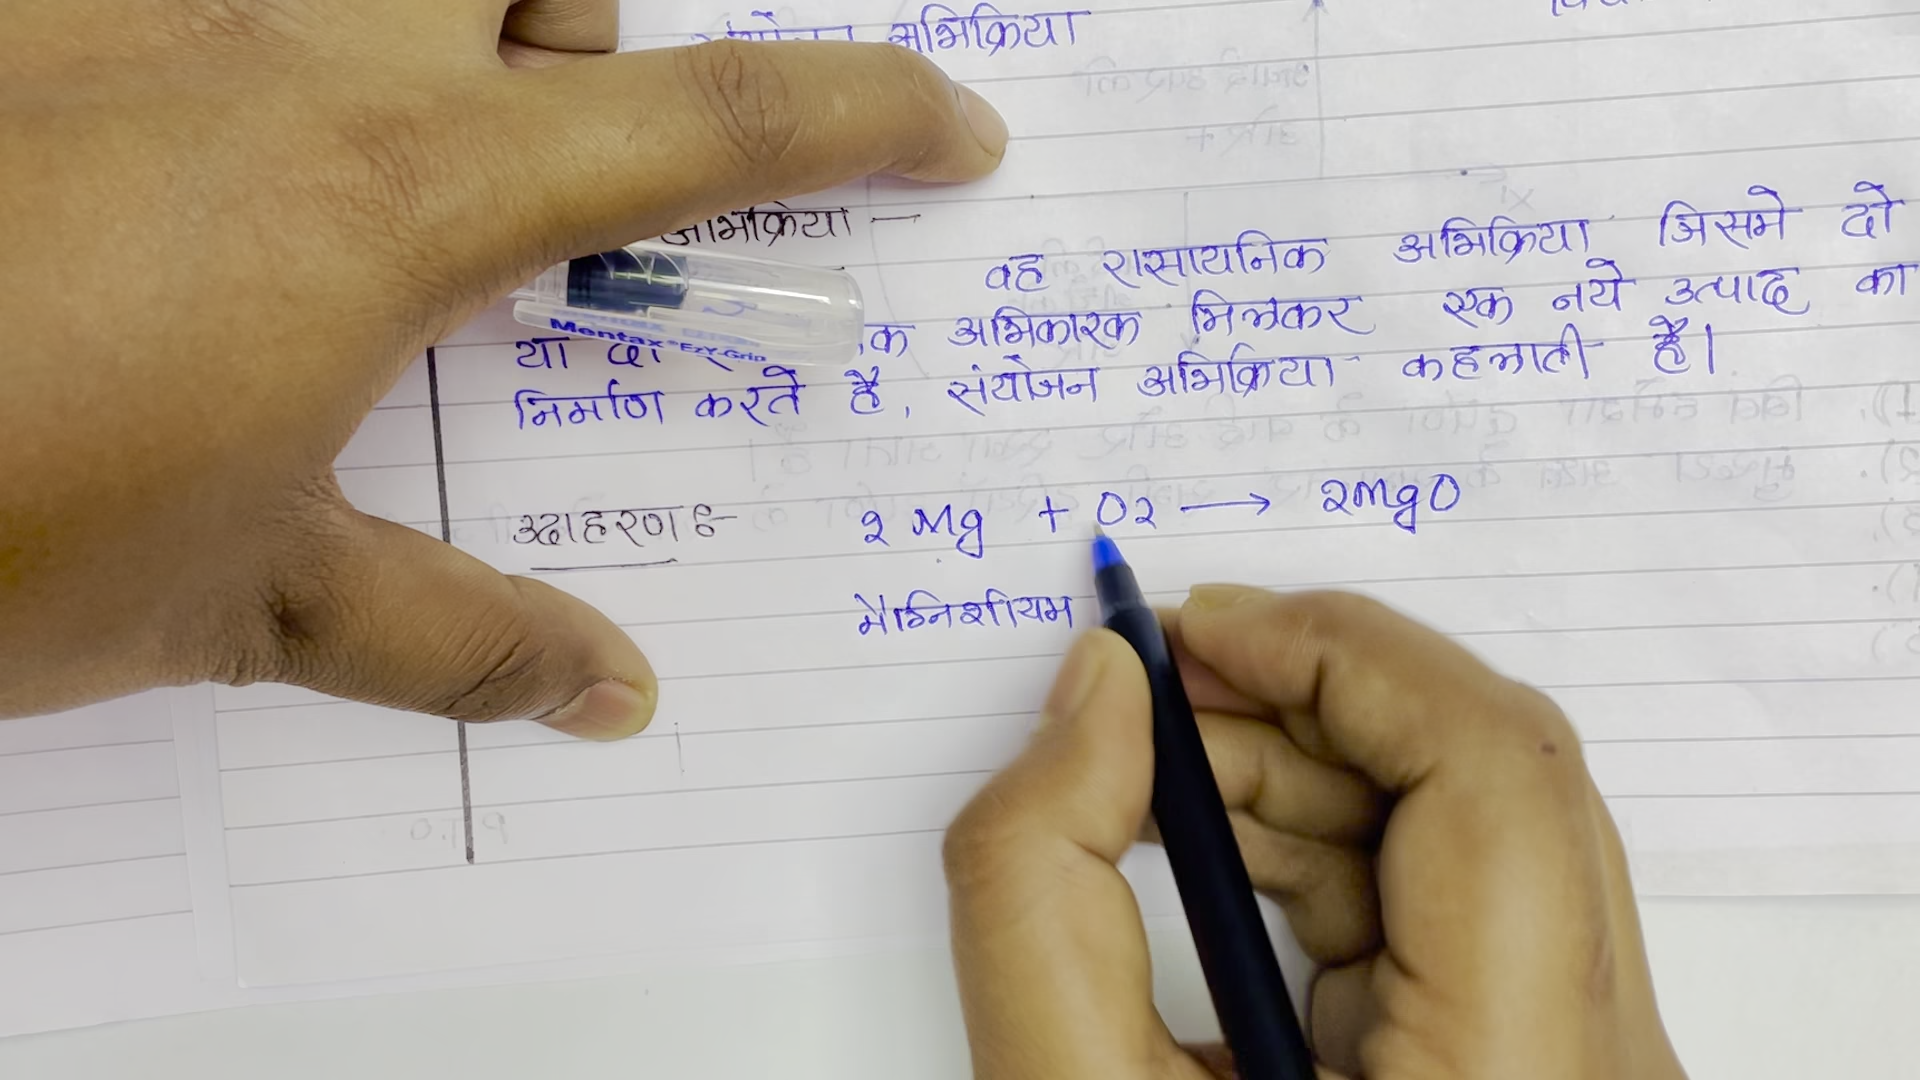 अभिक्रिया
अभिक्रिया —
वह रासायनिक अभिक्रिया जिसमे दो
या दो अभिकारक मिलकर एक नये उत्पाद का
निर्माण करते है, संयोजन अभिक्रिया कहलाती है।
Montex Ezy-Grip
उदाहरण :- 2 Mg + O2 → 2MgO
मैग्निशीयम